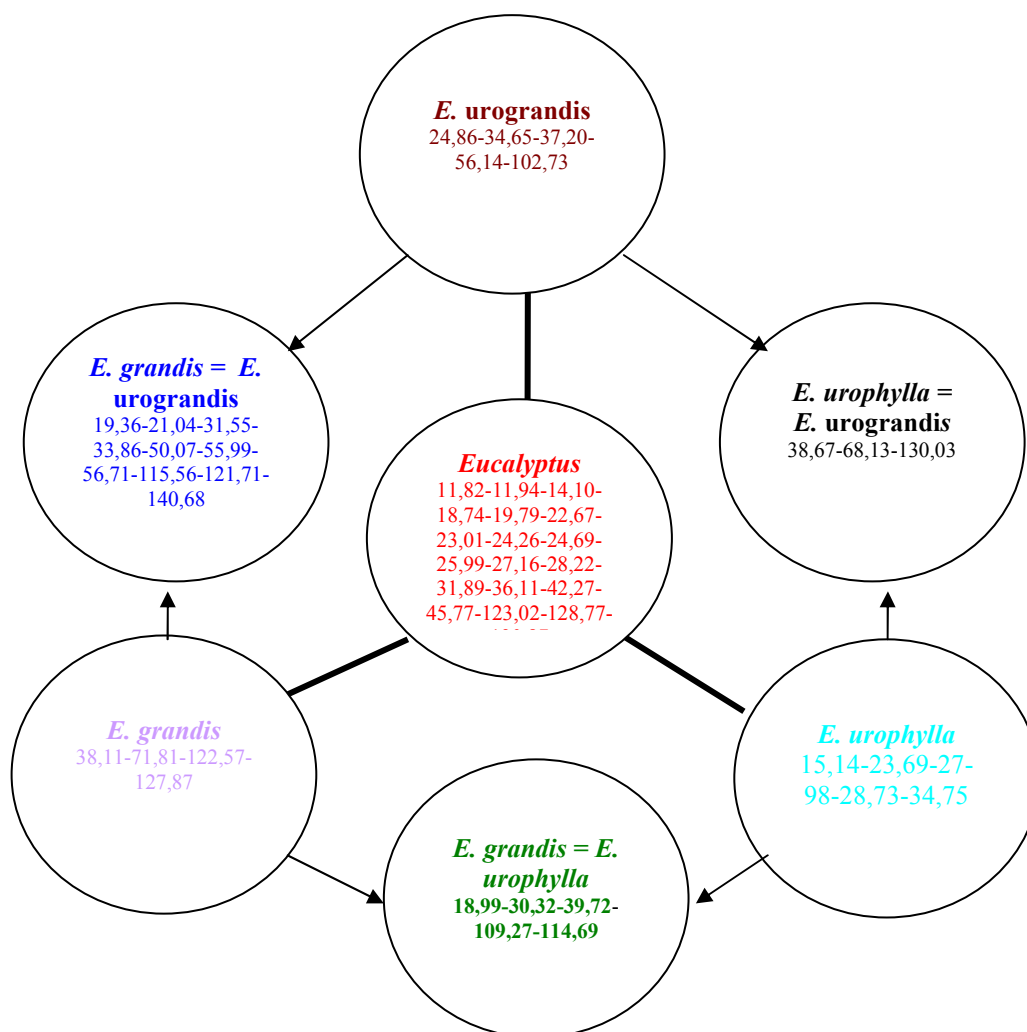 E. urograndis
24,86-34,65-37,20-
56,14-102,73
E. grandis = E.
urograndis
19,36-21,04-31,55-
33,86-50,07-55,99-
56,71-115,56-121,71-
140,68
E. urophylla =
E. urograndis
38,67-68,13-130,03
Eucalyptus
11,82-11,94-14,10-
18,74-19,79-22,67-
23,01-24,26-24,69-
25,99-27,16-28,22-
31,89-36,11-42,27-
45,77-123,02-128,77-
E. grandis
38,11-71,81-122,57-
127,87
E. urophylla
15,14-23,69-27-
98-28,73-34,75
E. grandis = E.
urophylla
18,99-30,32-39,72-
109,27-114,69